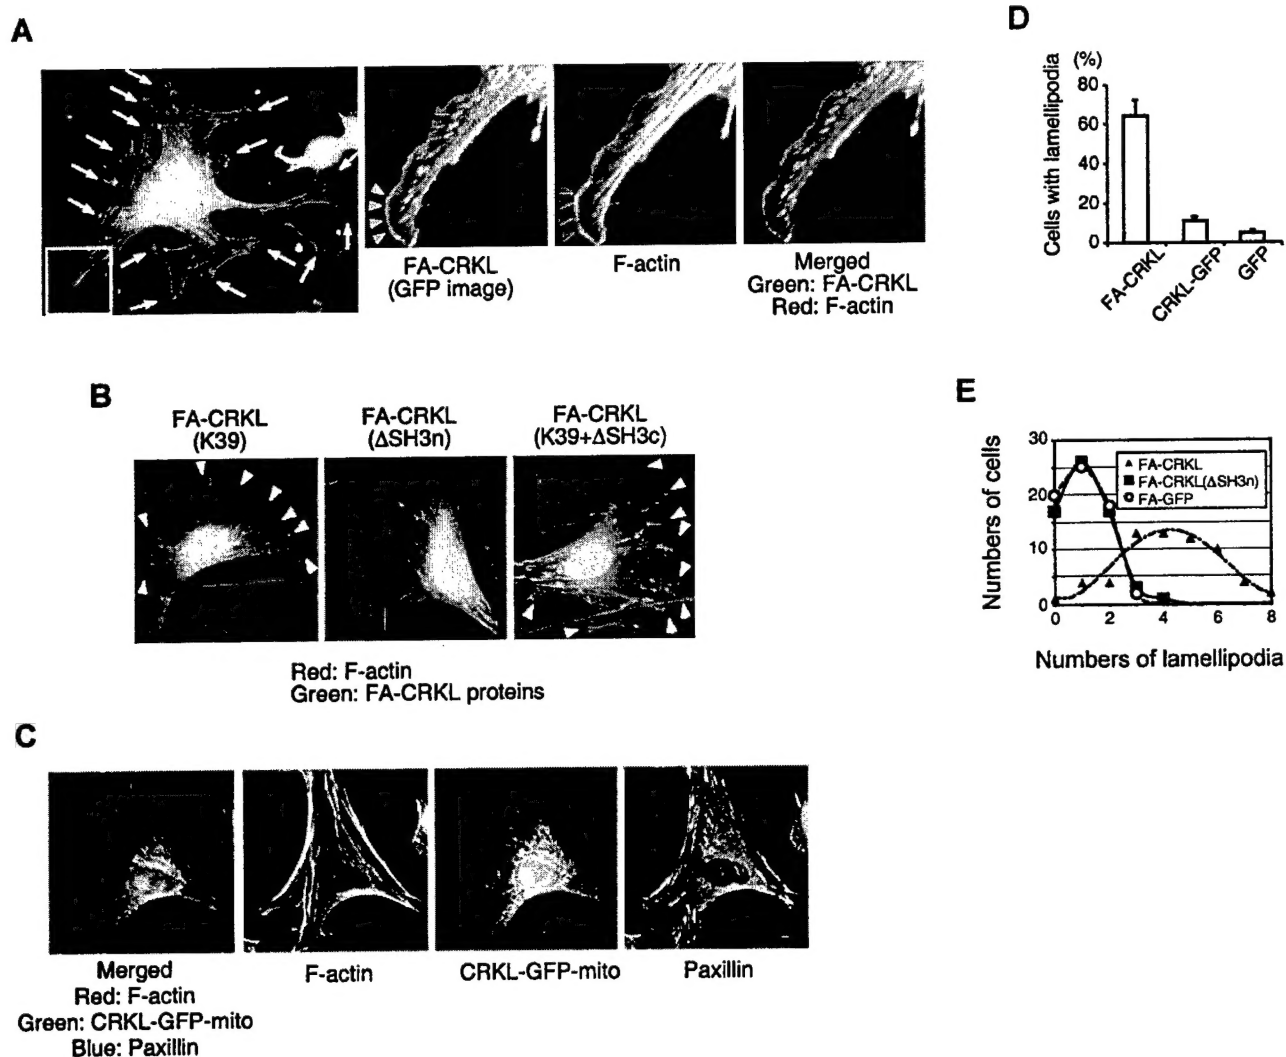 A
FA-CRKL
(GFP image)
F-actin
Merged
Green: FA-CRKL
Red: F-actin
B
FA-CRKL
(K39)
FA-CRKL
(ΔSH3n)
FA-CRKL
(K39+ΔSH3c)
Red: F-actin
Green: FA-CRKL proteins
C
Merged
Red: F-actin
Green: CRKL-GFP-mito
Blue: Paxillin
F-actin
CRKL-GFP-mito
Paxillin
D
(%)
Cells with lamellipodia
80
60
40
20
0
FA-CRKL
CRKL-GFP
GFP
E
Numbers of cells
30
20
10
0
FA-CRKL
FA-CRKL(ΔSH3n)
FA-GFP
0 2 4 6 8
Numbers of lamellipodia